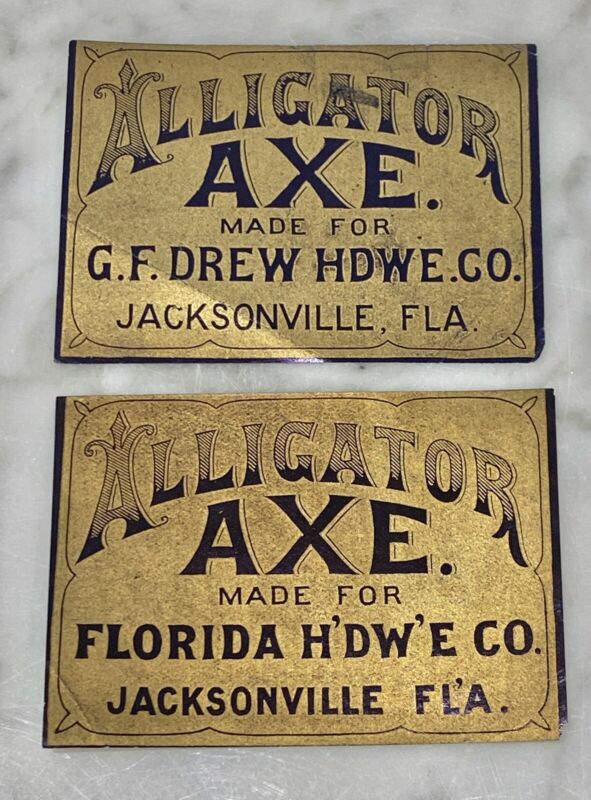 ALLIGATOR
AXE.
MADE FOR
G.F. DREW HDWE.CO.
JACKSONVILLE, FLA.
ALLIGATOR
AXE.
MADE FOR
FLORIDA H'DW'E CO.
JACKSONVILLE FL'A.